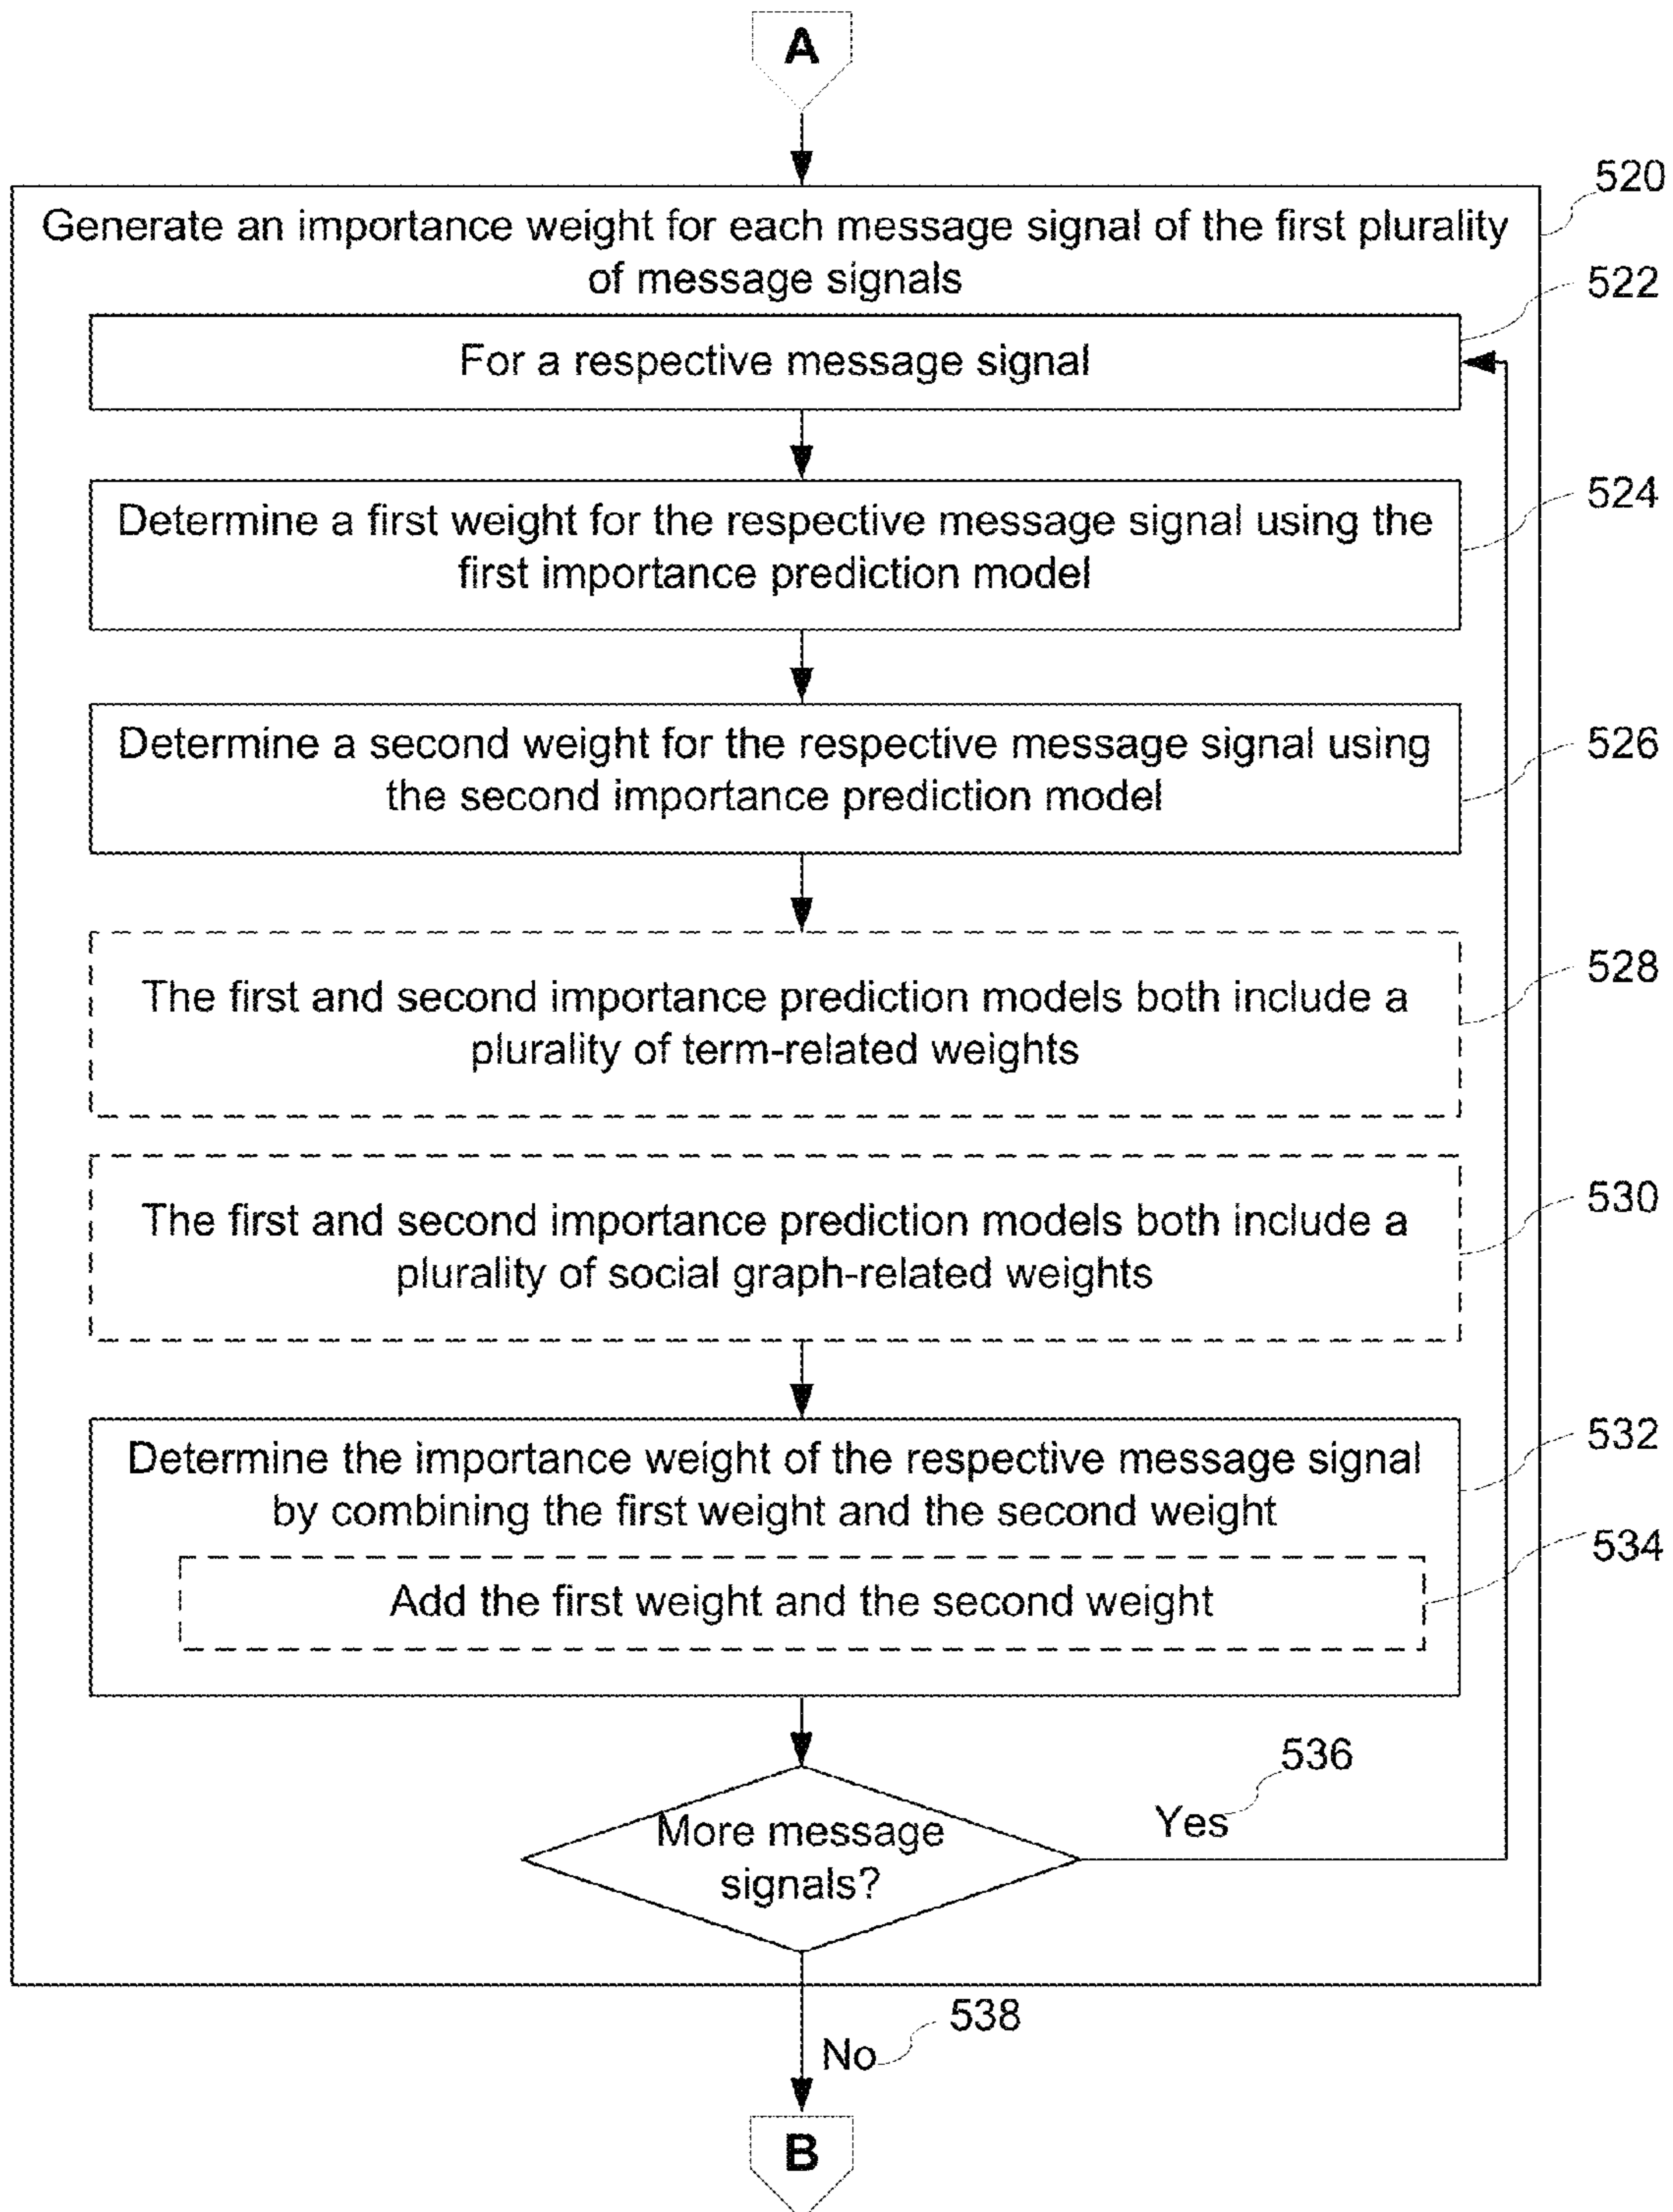 A
520
Generate an importance weight for each message signal of the first plurality
of message signals
522
For a respective message signal
524
Determine a first weight for the respective message signal using the
first importance prediction model
526
Determine a second weight for the respective message signal using
the second importance prediction model
528
The first and second importance prediction models both include a
plurality of term-related weights
530
The first and second importance prediction models both include a
plurality of social graph-related weights
532
Determine the importance weight of the respective message signal
by combining the first weight and the second weight
534
Add the first weight and the second weight
536
Yes
More message
signals?
538
No
B